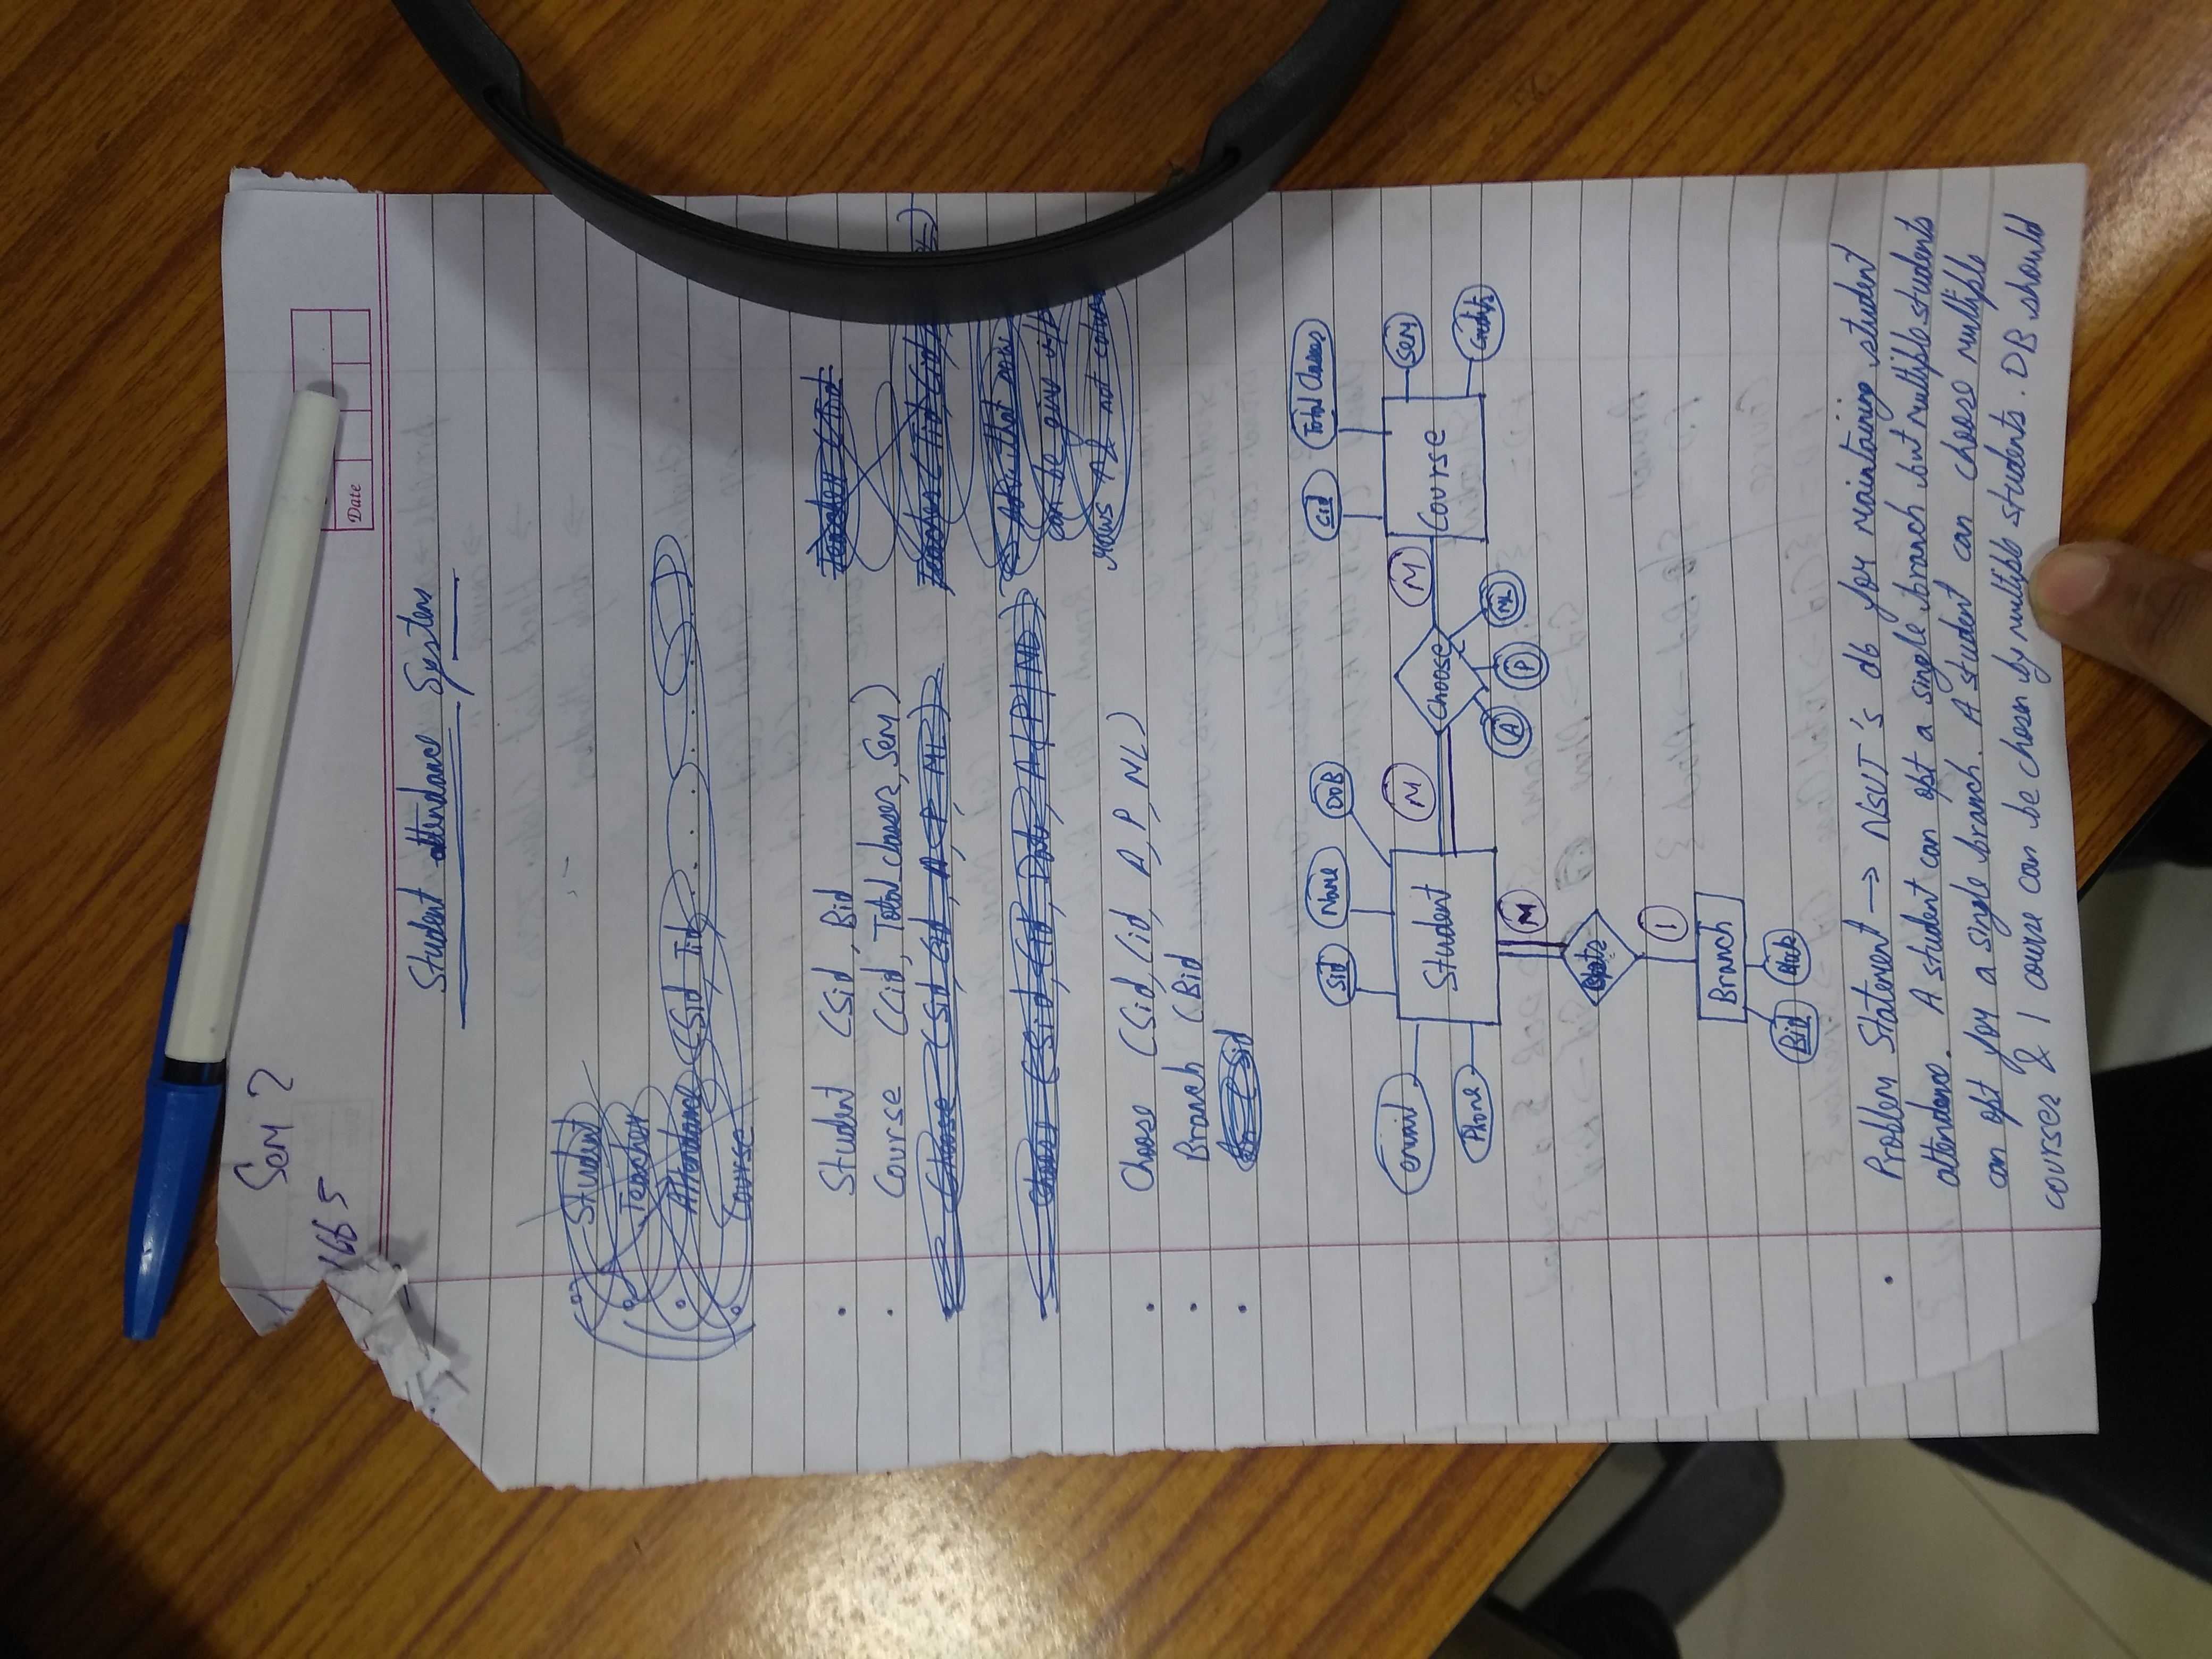 Sem 2
1665
Date
Student attendance System
Student
Teacher
Attendance (Sid, Tid, . . . . . . . .)
Course
Student (Sid, Bid
Teacher (Tid
Course (Cid, Total classes, Sem)
Choose (Sid, Cid, A, P, ML)
Teacher (Tid, Cid,
Choose (Sid, Cid, Date, A/P/ML)
that now
can be give
rows & not colum
Choose (Sid, Cid, A, P, ML)
Branch (Bid
(Sid
Sid Name DOB Cid Total Classes
email M M Sem
Student Choose Course
Phone Credits
A P ML
M
Opts
1
Branch
Bid Block
Problem Statement → NSUT's db for maintaining student
attendence. A student can opt a single branch but multiple students
can opt for a single branch. A student can choose multiple
courses & 1 course can be chosen by multiple students. DB should